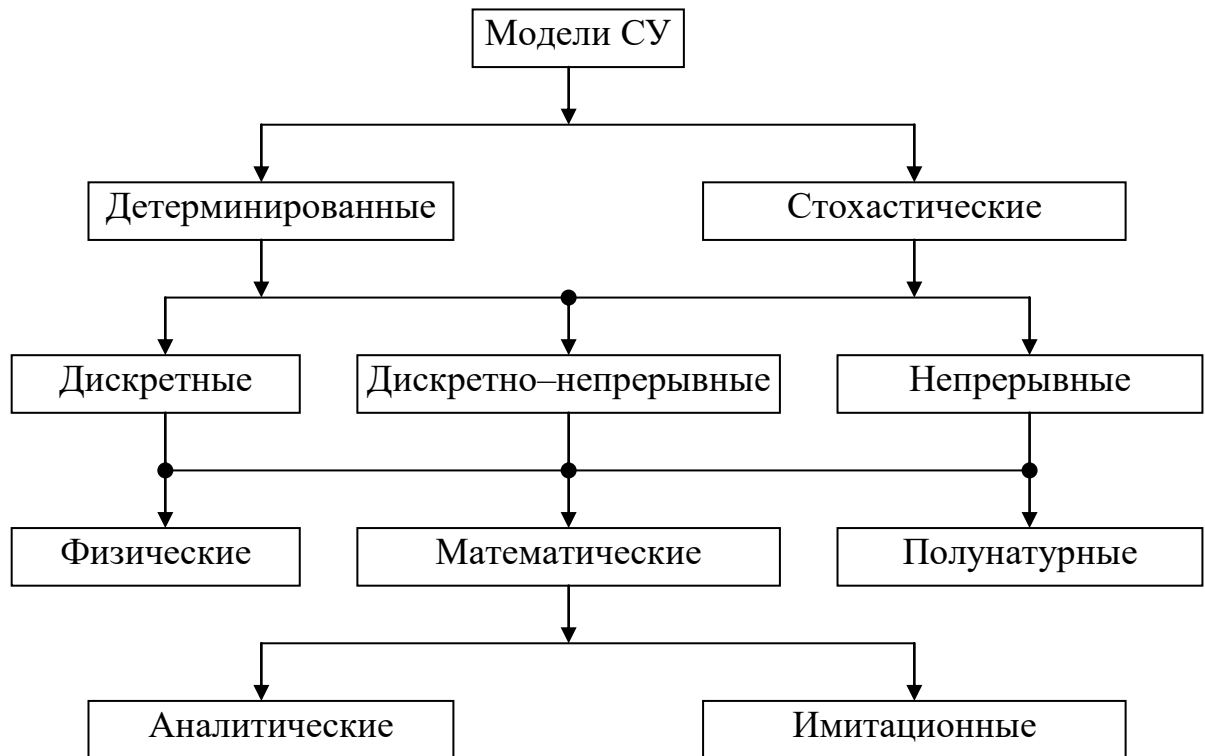 Модели СУ
Детерминированные
Стохастические
Дискретные
Дискретно–непрерывные
Непрерывные
Физические
Математические
Полунатурные
Аналитические
Имитационные